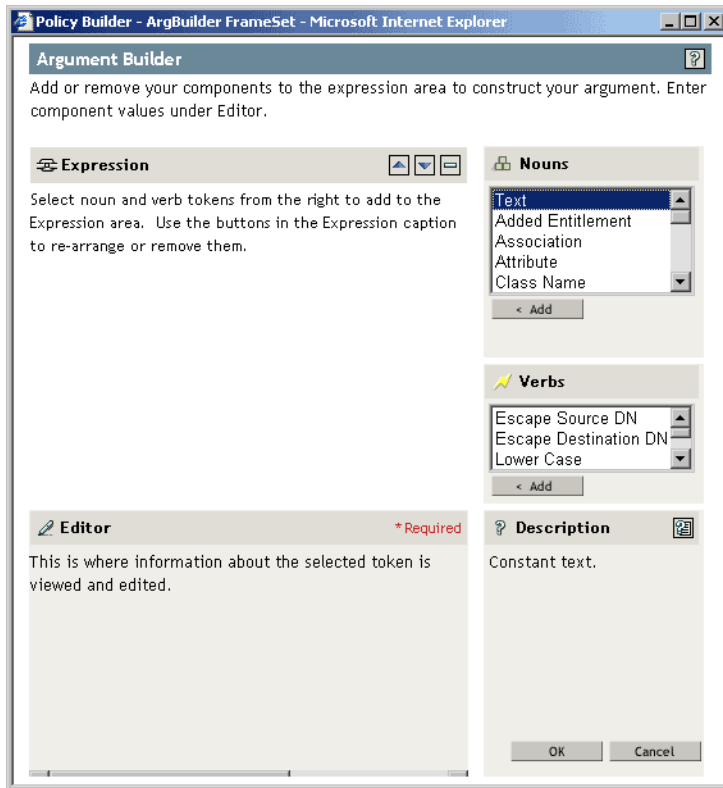 Policy Builder - ArgBuilder FrameSet - Microsoft Internet Explorer
Argument Builder
?
Add or remove your components to the expression area to construct your argument. Enter
component values under Editor.
Expression
Select noun and verb tokens from the right to add to the
Expression area. Use the buttons in the Expression caption
to re-arrange or remove them.
Nouns
Text
Added Entitlement
Association
Attribute
Class Name
< Add
Verbs
Escape Source DN
Escape Destination DN
Lower Case
< Add
Editor
*Required
This is where information about the selected token is
viewed and edited.
? Description
Constant text.
OK
Cancel